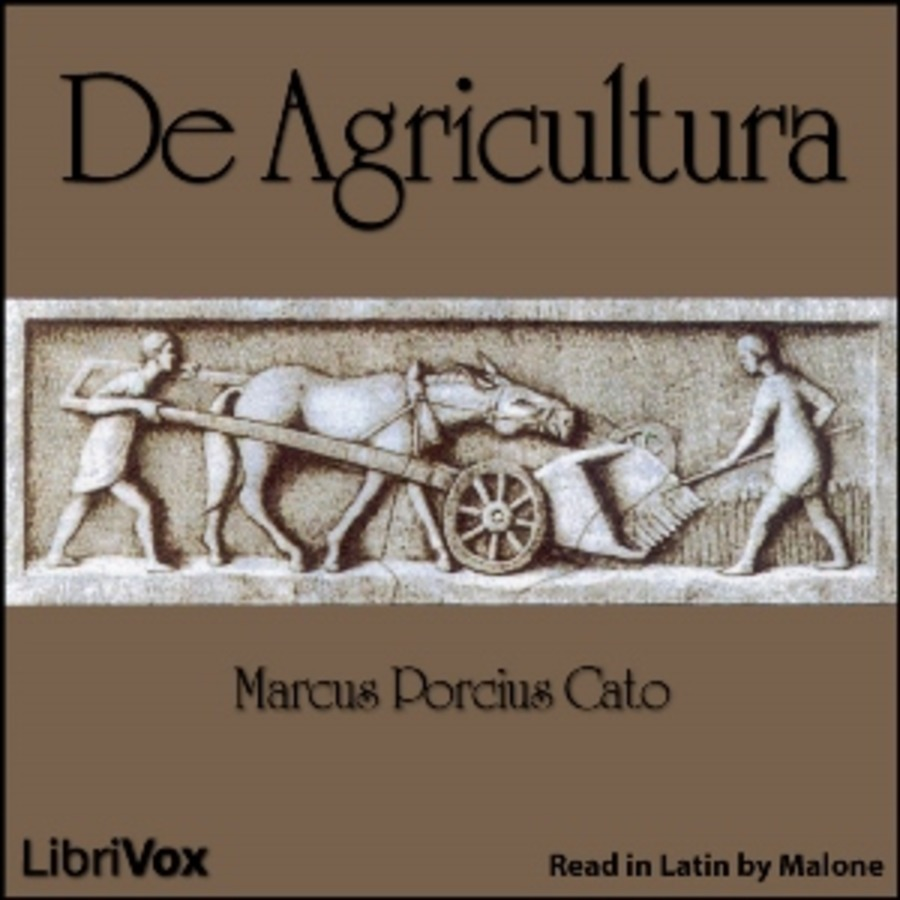 De Agricultura
Marcus Porcius Cato
LibriVox
Read in Latin by Malone